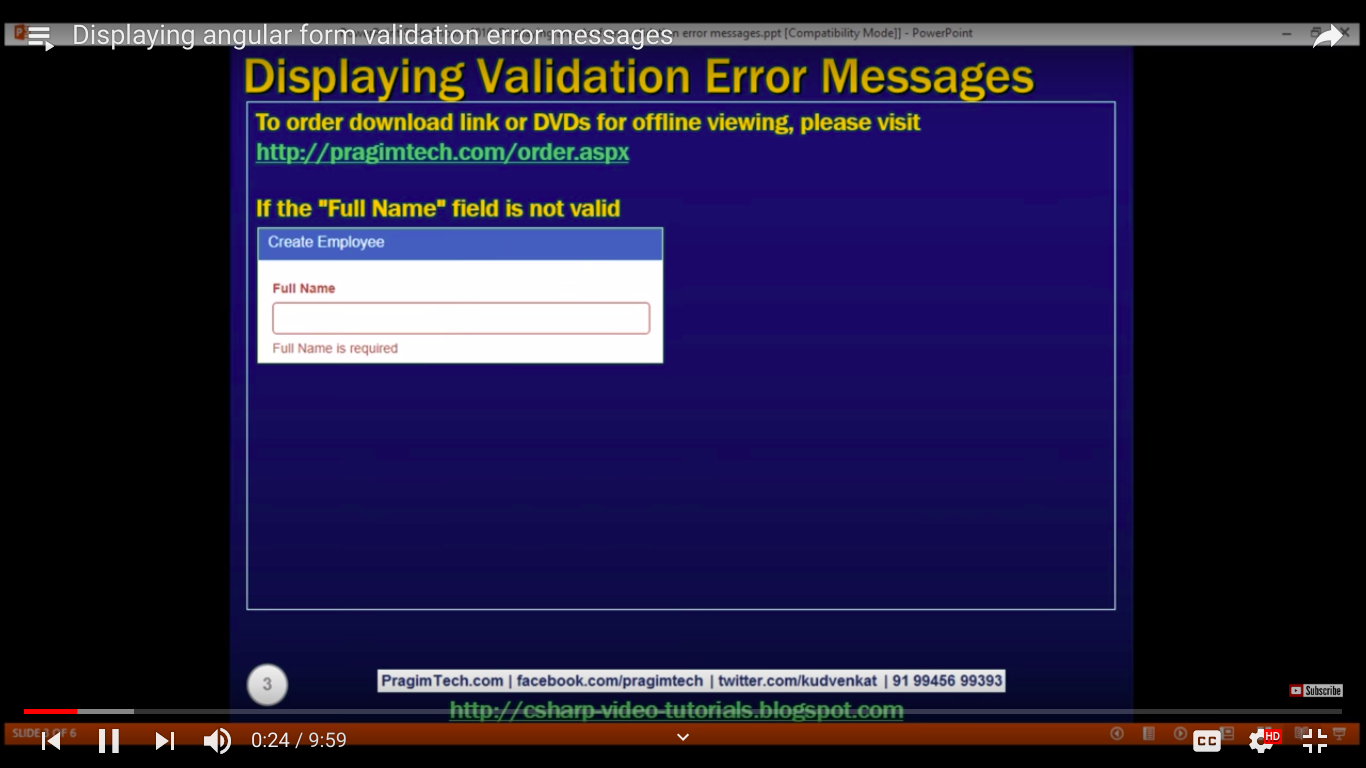 Displaying angular form validation error messages
n error messages.ppt [Compatibility Mode]] - PowerPoint
Displaying Validation Error Messages
To order download link or DVDs for offline viewing, please visit
http://pragimtech.com/order.aspx
If the "Full Name" field is not valid
Create Employee
Full Name
Full Name is required
3
PragimTech.com | facebook.com/pragimtech | twitter.com/kudvenkat | 91 99456 99393
Subscribe
http://csharp-video-tutorials.blogspot.com
SLIDE OF 6
0:24 / 9:59
CC
HD